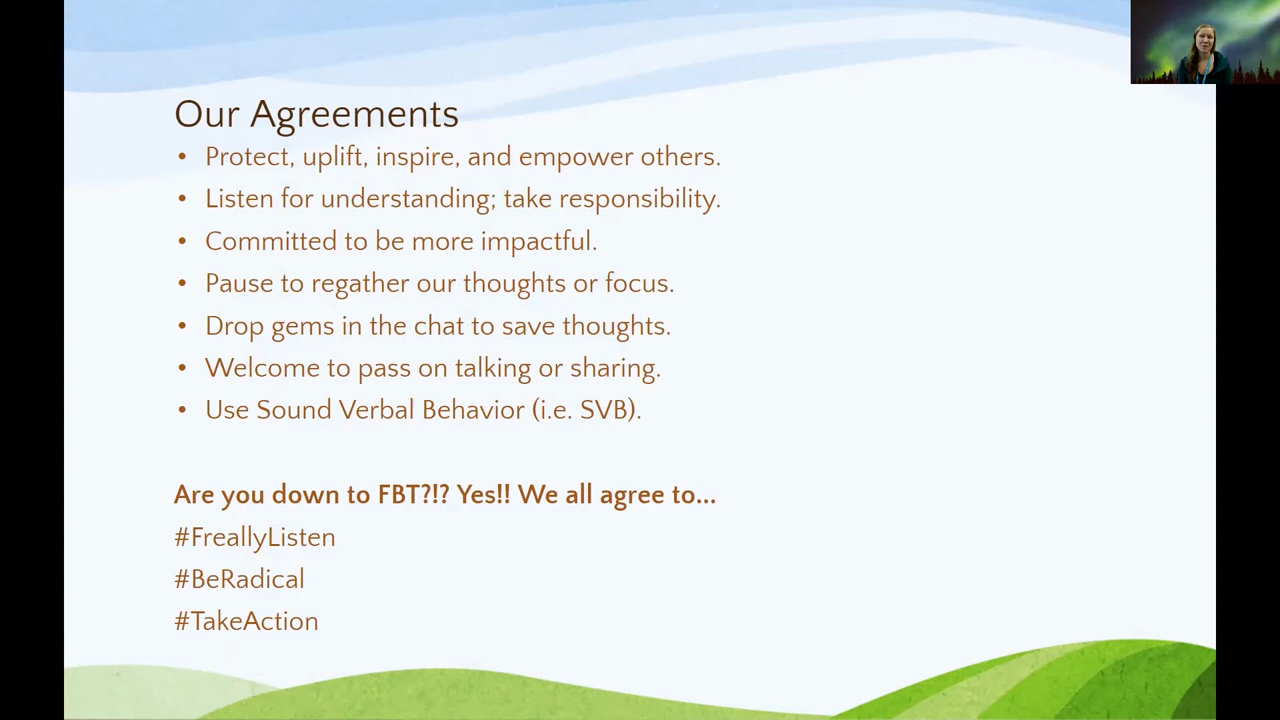 Our Agreements
• Protect, uplift, inspire, and empower others.
• Listen for understanding; take responsibility.
• Committed to be more impactful.
• Pause to regather our thoughts or focus.
• Drop gems in the chat to save thoughts.
• Welcome to pass on talking or sharing.
• Use Sound Verbal Behavior (i.e. SVB).
Are you down to FBT?!? Yes!! We all agree to...
#FreallyListen
#BeRadical
#TakeAction